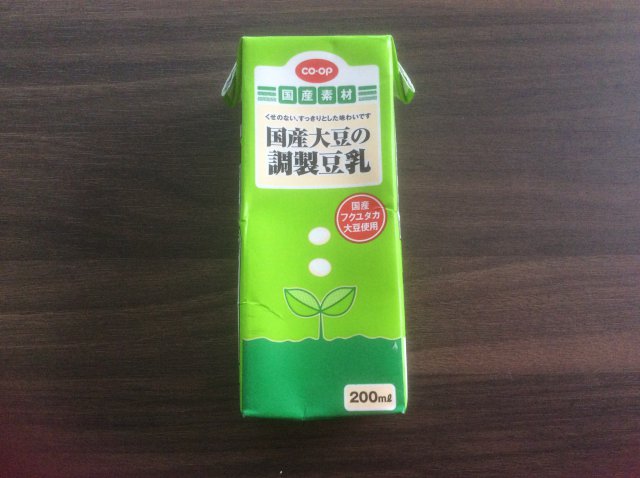 CO-OP
国産素材
くせのない、すっきりとした味わいです
国産大豆の
調製豆乳
国産
フクユタカ
大豆使用
200mℓ